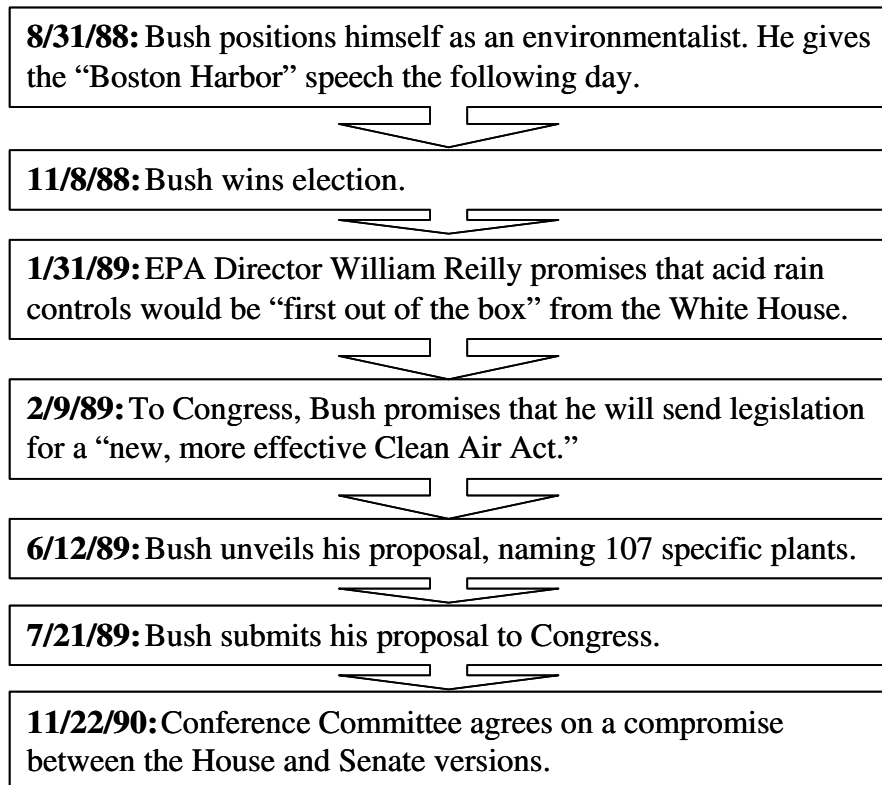 8/31/88: Bush positions himself as an environmentalist. He gives
the “Boston Harbor” speech the following day.
11/8/88: Bush wins election.
1/31/89: EPA Director William Reilly promises that acid rain
controls would be “first out of the box” from the White House.
2/9/89: To Congress, Bush promises that he will send legislation
for a “new, more effective Clean Air Act.”
6/12/89: Bush unveils his proposal, naming 107 specific plants.
7/21/89: Bush submits his proposal to Congress.
11/22/90: Conference Committee agrees on a compromise
between the House and Senate versions.